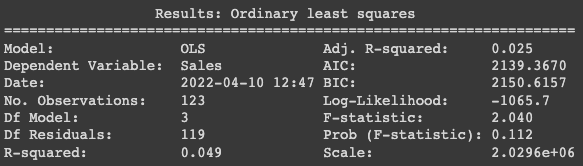 Results: Ordinary least squares
==================================================================
Model: OLS Adj. R-squared: 0.025
Dependent Variable: Sales AIC: 2139.3670
Date: 2022-04-10 12:47 BIC: 2150.6157
No. Observations: 123 Log-Likelihood: -1065.7
Df Model: 3 F-statistic: 2.040
Df Residuals: 119 Prob (F-statistic): 0.112
R-squared: 0.049 Scale: 2.0296e+06